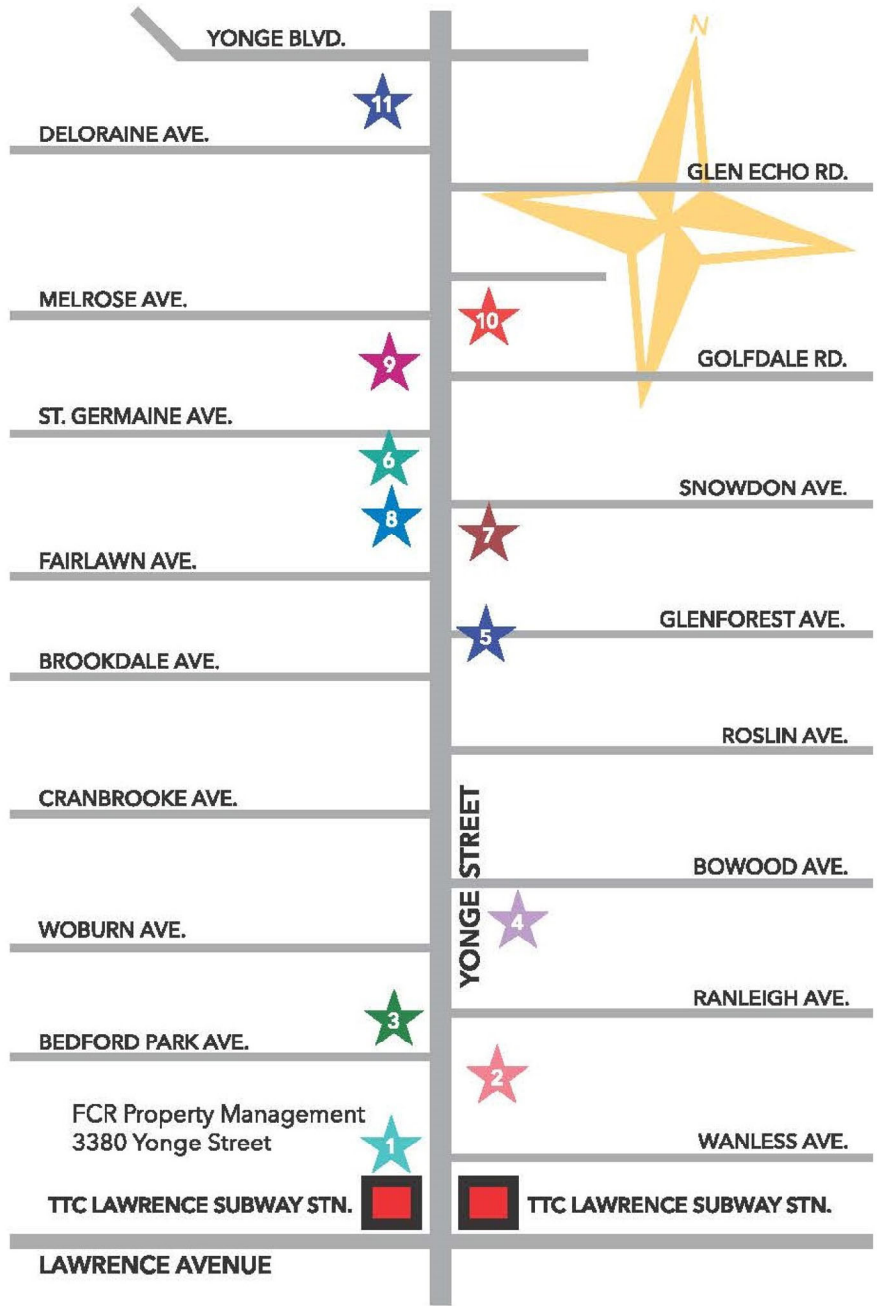 N
YONGE BLVD.
11
DELORAINE AVE.
GLEN ECHO RD.
MELROSE AVE.
10
GOLFDALE RD.
9
ST. GERMAINE AVE.
6
SNOWDON AVE.
8
7
FAIRLAWN AVE.
GLENFOREST AVE.
5
BROOKDALE AVE.
ROSLIN AVE.
CRANBROOKE AVE.
YONGE STREET
BOWOOD AVE.
4
WOBURN AVE.
RANLEIGH AVE.
3
BEDFORD PARK AVE.
2
FCR Property Management
3380 Yonge Street
1
WANLESS AVE.
TTC LAWRENCE SUBWAY STN.
TTC LAWRENCE SUBWAY STN.
LAWRENCE AVENUE